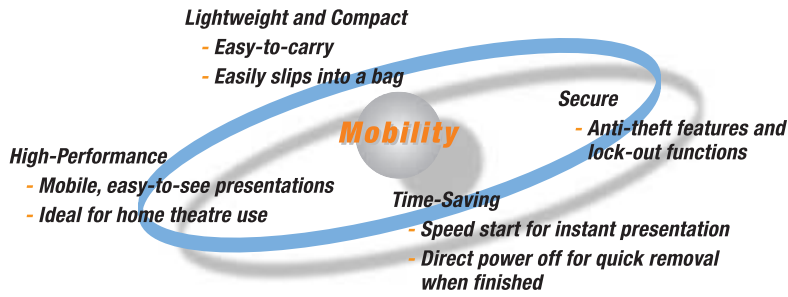 Lightweight and Compact
- Easy-to-carry
- Easily slips into a bag
Secure
- Anti-theft features and
lock-out functions
Mobility
High-Performance
- Mobile, easy-to-see presentations
- Ideal for home theatre use
Time-Saving
- Speed start for instant presentation
- Direct power off for quick removal
when finished